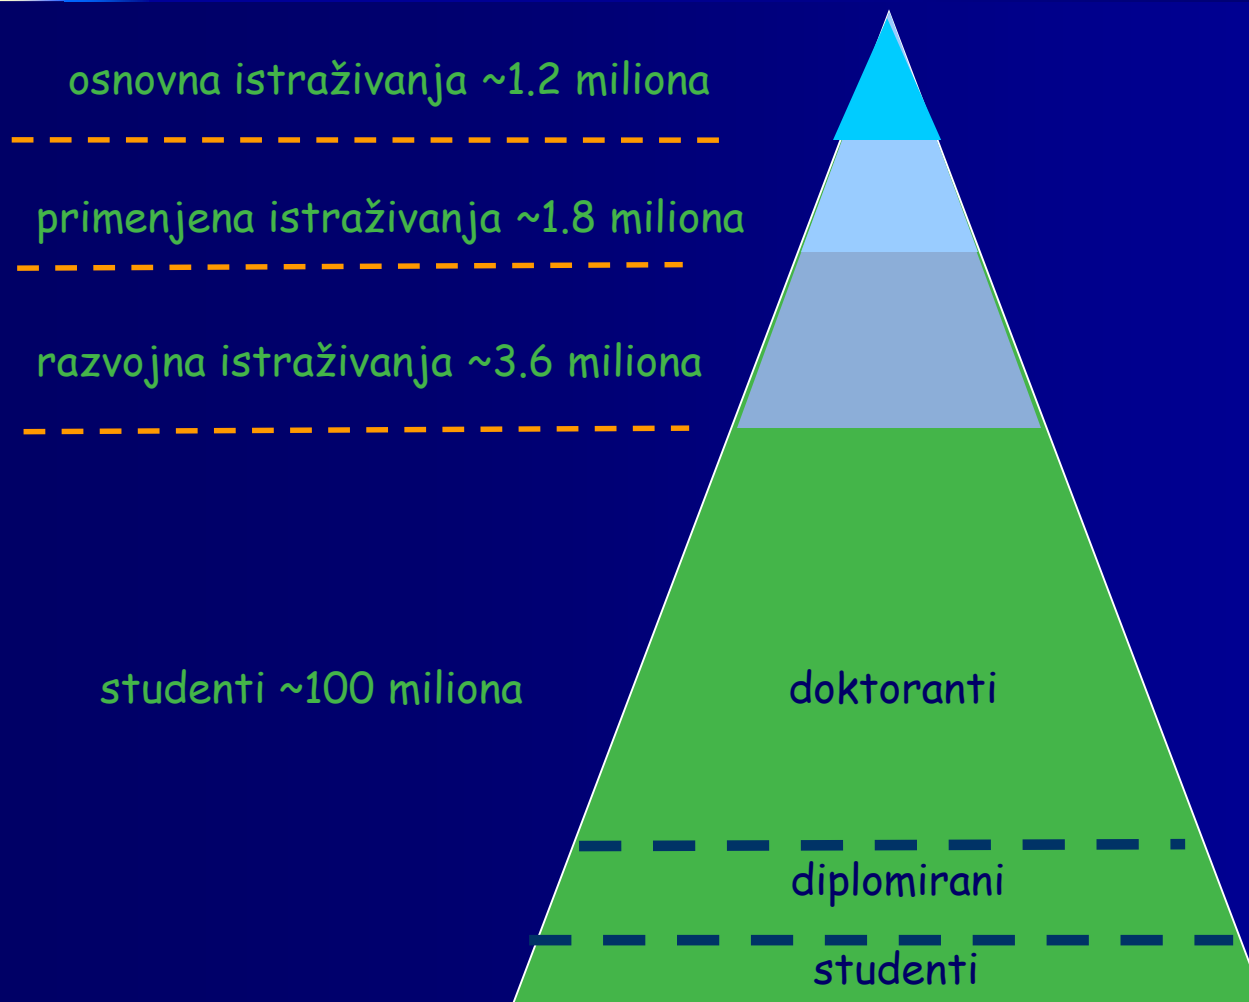 osnovna istraživanja ~1.2 miliona
primenjena istraživanja ~1.8 miliona
razvojna istraživanja ~3.6 miliona
studenti ~100 miliona
doktoranti
diplomirani
studenti